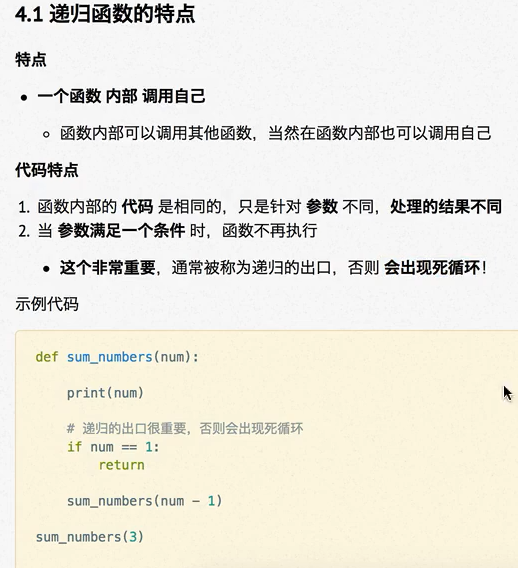 4.1 递归函数的特点
特点
一个函数 内部 调用自己
函数内部可以调用其他函数，当然在函数内部也可以调用自己
代码特点
1. 函数内部的 代码 是相同的，只是针对 参数 不同，处理的结果不同
2. 当 参数满足一个条件 时，函数不再执行
这个非常重要，通常被称为递归的出口，否则 会出现死循环！
示例代码
def sum_numbers(num):
    print(num)
    # 递归的出口很重要，否则会出现死循环
    if num == 1:
        return
    sum_numbers(num - 1)
sum_numbers(3)